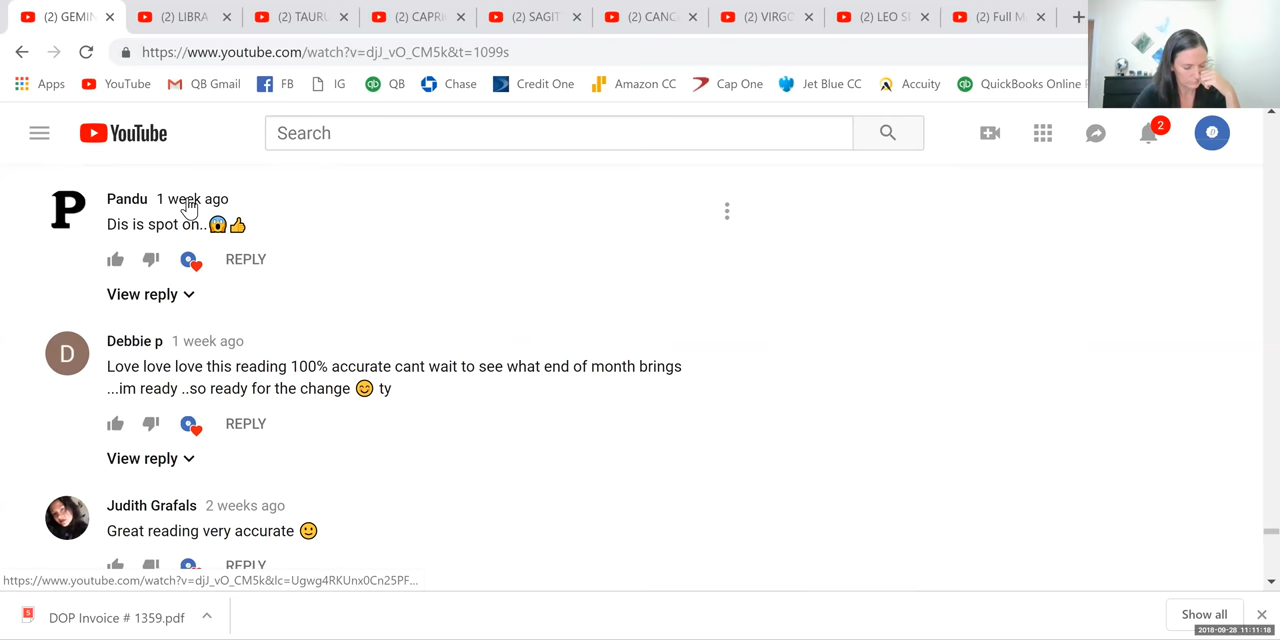 (2) GEMIN
(2) LIBRA
(2) TAURU
(2) CAPRI
(2) SAGIT
(2) CANC
(2) VIRGO
(2) LEO S
(2) Full M
https://www.youtube.com/watch?v=djJ_vO_CM5k&t=1099s
Apps YouTube QB Gmail FB IG QB Chase Credit One Amazon CC Cap One Jet Blue CC Accuity QuickBooks Online
YouTube
Search
2
Pandu 1 week ago
Dis is spot on..😱👍
REPLY
View reply
D
Debbie p 1 week ago
Love love love this reading 100% accurate cant wait to see what end of month brings
...im ready ..so ready for the change 😊 ty
REPLY
View reply
Judith Grafals 2 weeks ago
Great reading very accurate 🙂
REPLY
https://www.youtube.com/watch?v=djJ_vO_CM5k&lc=Ugwg4RKUnx0Cn25PF...
DOP Invoice # 1359.pdf
Show all
2018-09-28 11:11:18